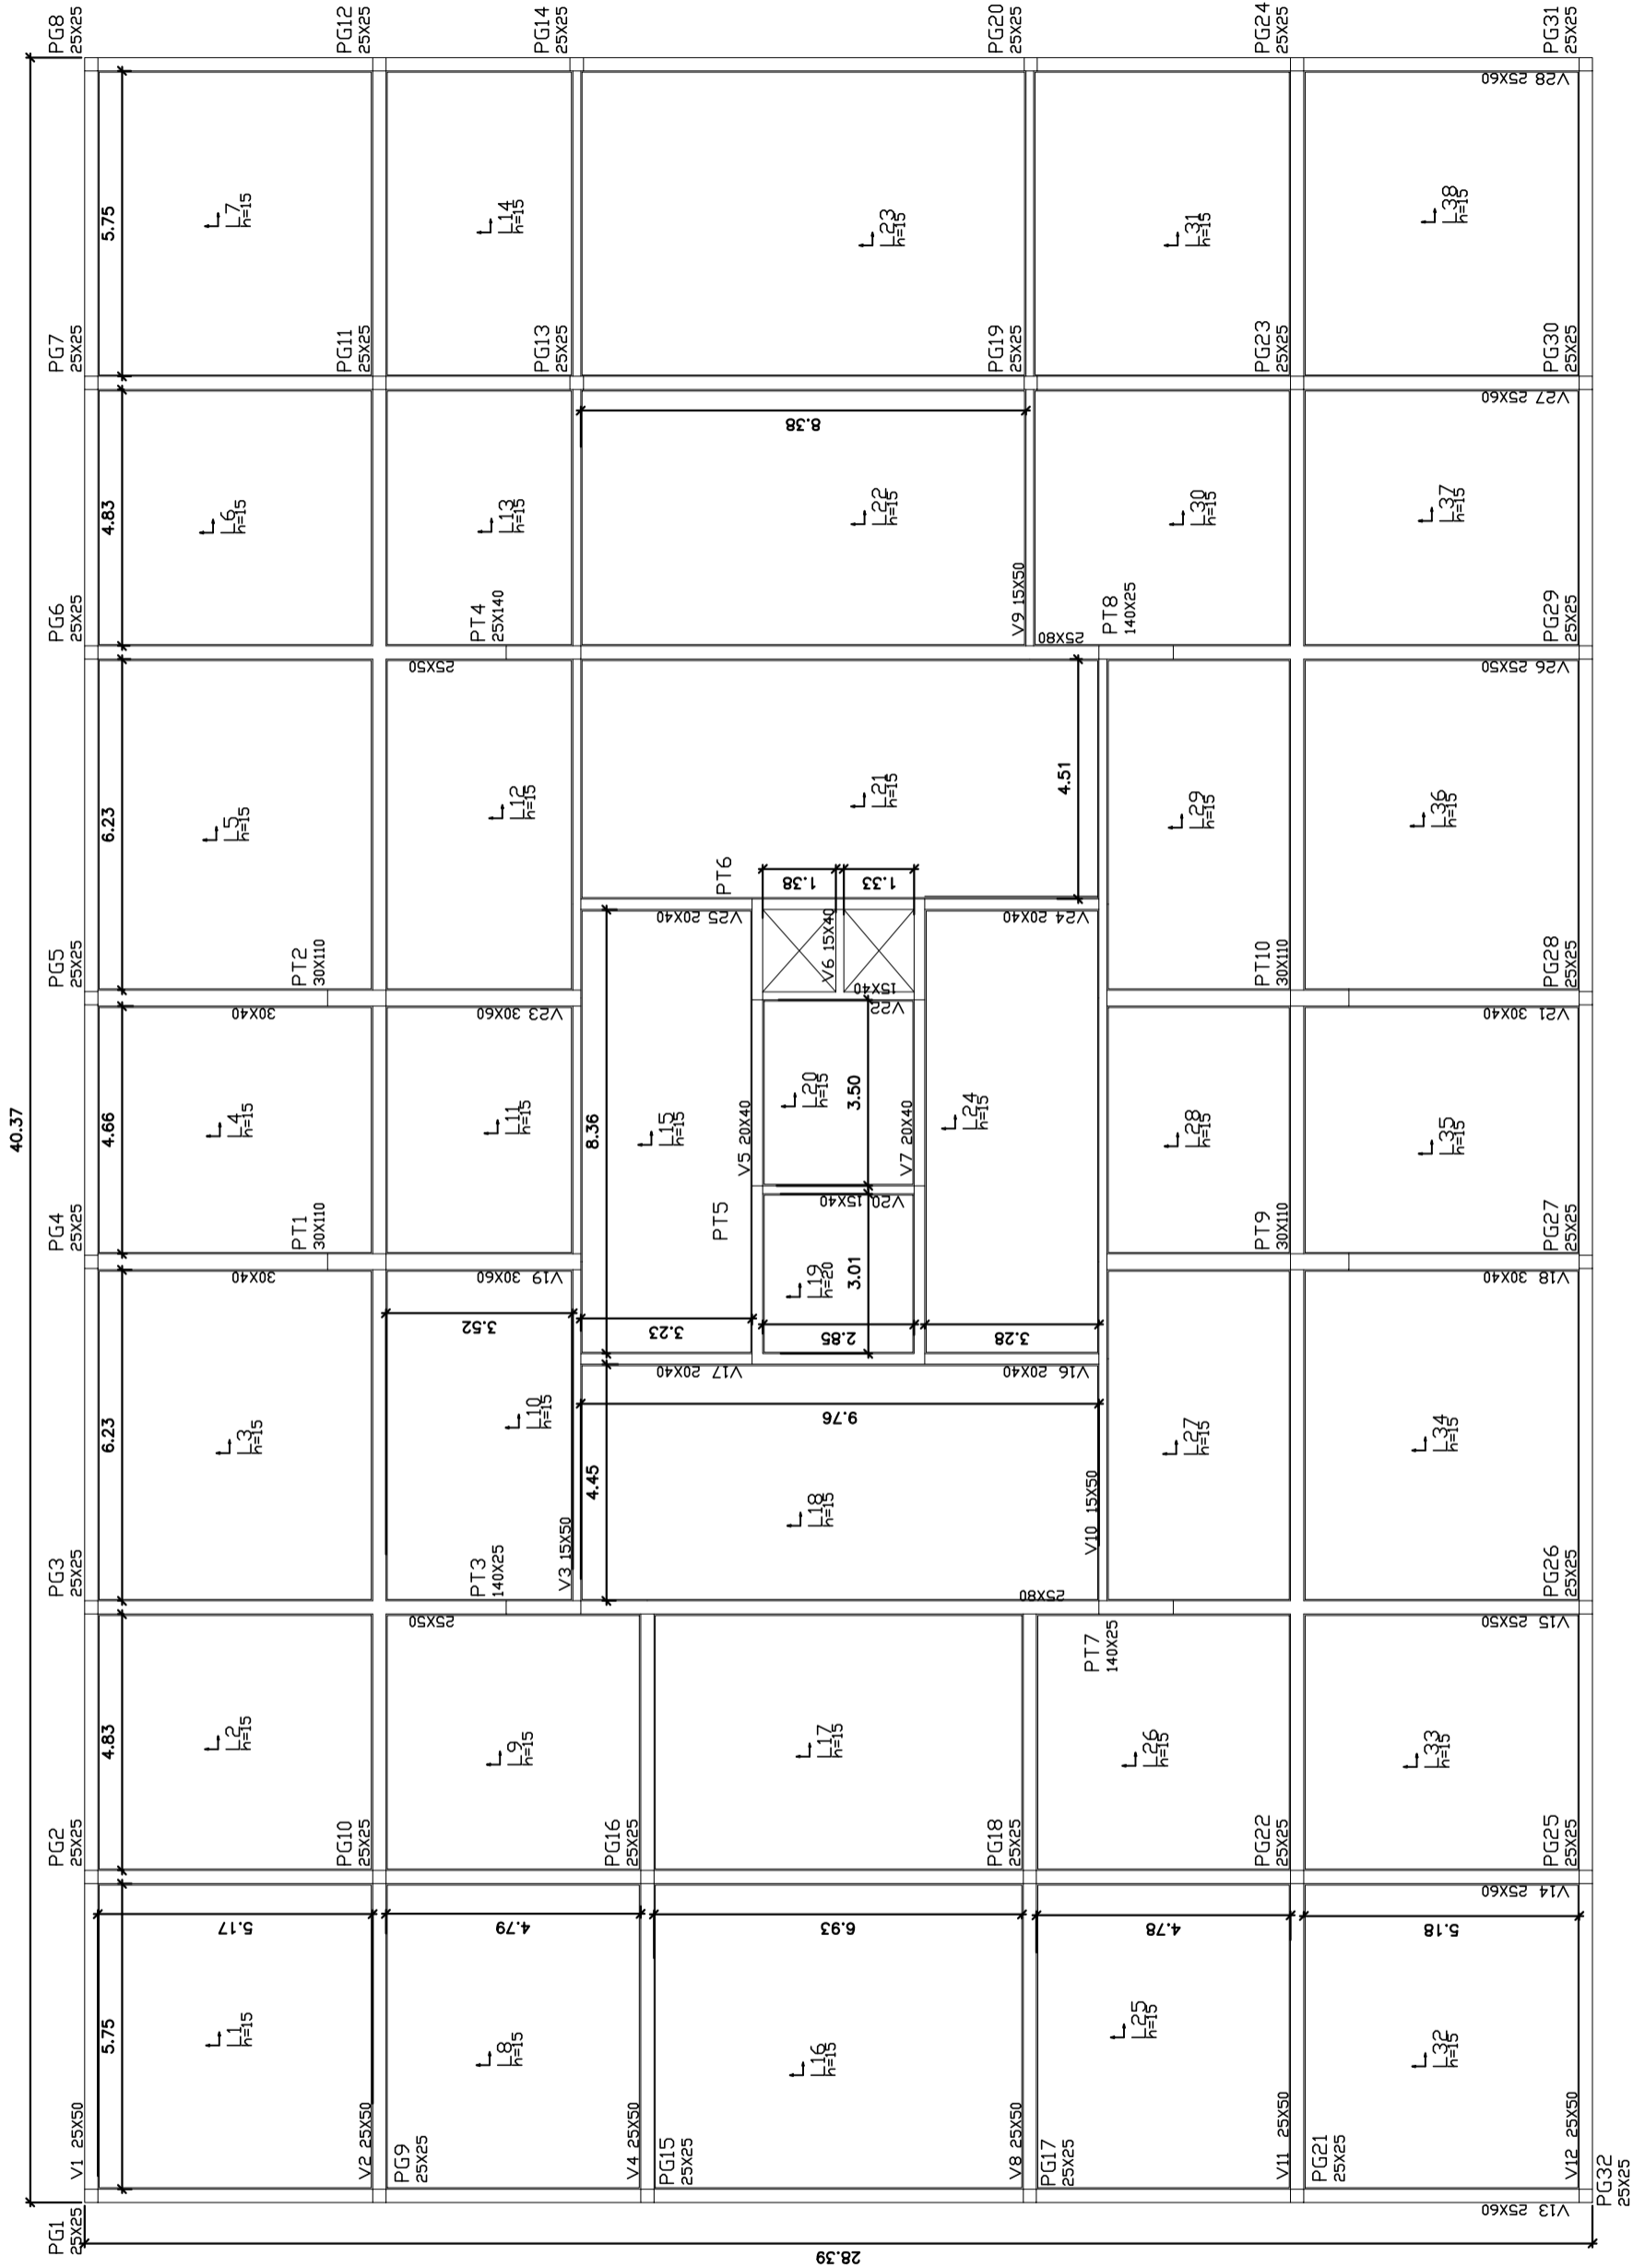 40.37
PG1
25X25
PG2
25X25
PG3
25X25
PG4
25X25
PG5
25X25
PG6
25X25
PG7
25X25
PG8
25X25
V1 25X50
5.75
4.83
6.23
4.66
6.23
4.83
5.75
5.17
L1
h=15
L2
h=15
L3
h=15
L4
h=15
L5
h=15
L6
h=15
L7
h=15
30X40
30X40
PT1
30X110
PT2
30X110
V2 25X50
PG10
25X25
PG11
25X25
PG12
25X25
PG9
25X25
4.79
25X50
3.52
V19 30X60
V23 30X60
25X50
L8
h=15
L9
h=15
L10
h=15
L11
h=15
L12
h=15
L13
h=15
L14
h=15
PT3
140X25
PT4
25X140
V3 15X50
PG13
25X25
PG14
25X25
4.45
8.36
V4 25X50
PG16
25X25
PG15
25X25
3.23
L15
h=15
V17 20X40
V25 20X40
PT5
PT6
V5 20X40
6.93
L16
h=15
L17
h=15
L18
h=15
9.76
L19
h=20
2.85
3.01
L20
h=15
3.50
V20 15X40
V22
15X40
V6 15X40
1.38
1.33
L21
h=15
L22
h=15
8.38
L23
h=15
V7 20X40
L24
h=15
3.28
V16 20X40
V24 20X40
4.51
V8 25X50
PG18
25X25
V9 15X50
PG19
25X25
PG20
25X25
PG17
25X25
25X80
25X80
V10 15X50
PT7
140X25
PT8
140X25
4.78
L25
h=15
L26
h=15
L27
h=15
L28
h=15
L29
h=15
L30
h=15
L31
h=15
V11 25X50
PG22
25X25
PT9
30X110
PT10
30X110
PG23
25X25
PG24
25X25
PG21
25X25
5.18
L32
h=15
L33
h=15
L34
h=15
L35
h=15
L36
h=15
L37
h=15
L38
h=15
V13 25X60
V14 25X60
V15 25X50
V18 30X40
V21 30X40
V26 25X50
V27 25X60
V28 25X60
V12 25X50
PG25
25X25
PG26
25X25
PG27
25X25
PG28
25X25
PG29
25X25
PG30
25X25
PG31
25X25
PG32
25X25
28.39